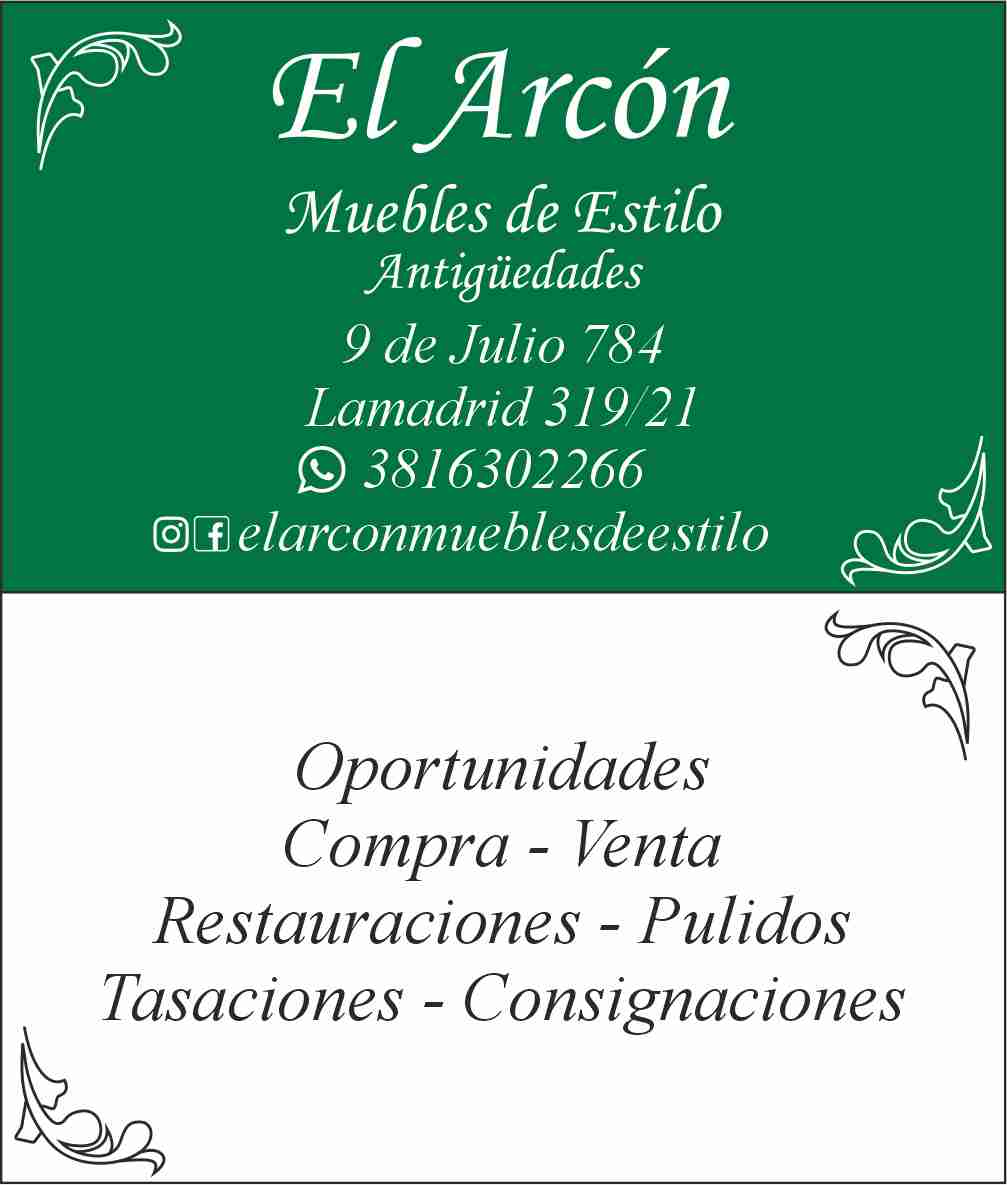 El Arcón
Muebles de Estilo
Antigüedades
9 de Julio 784
Lamadrid 319/21
3816302266
elarconmueblesdeestilo
Oportunidades
Compra - Venta
Restauraciones - Pulidos
Tasaciones - Consignaciones